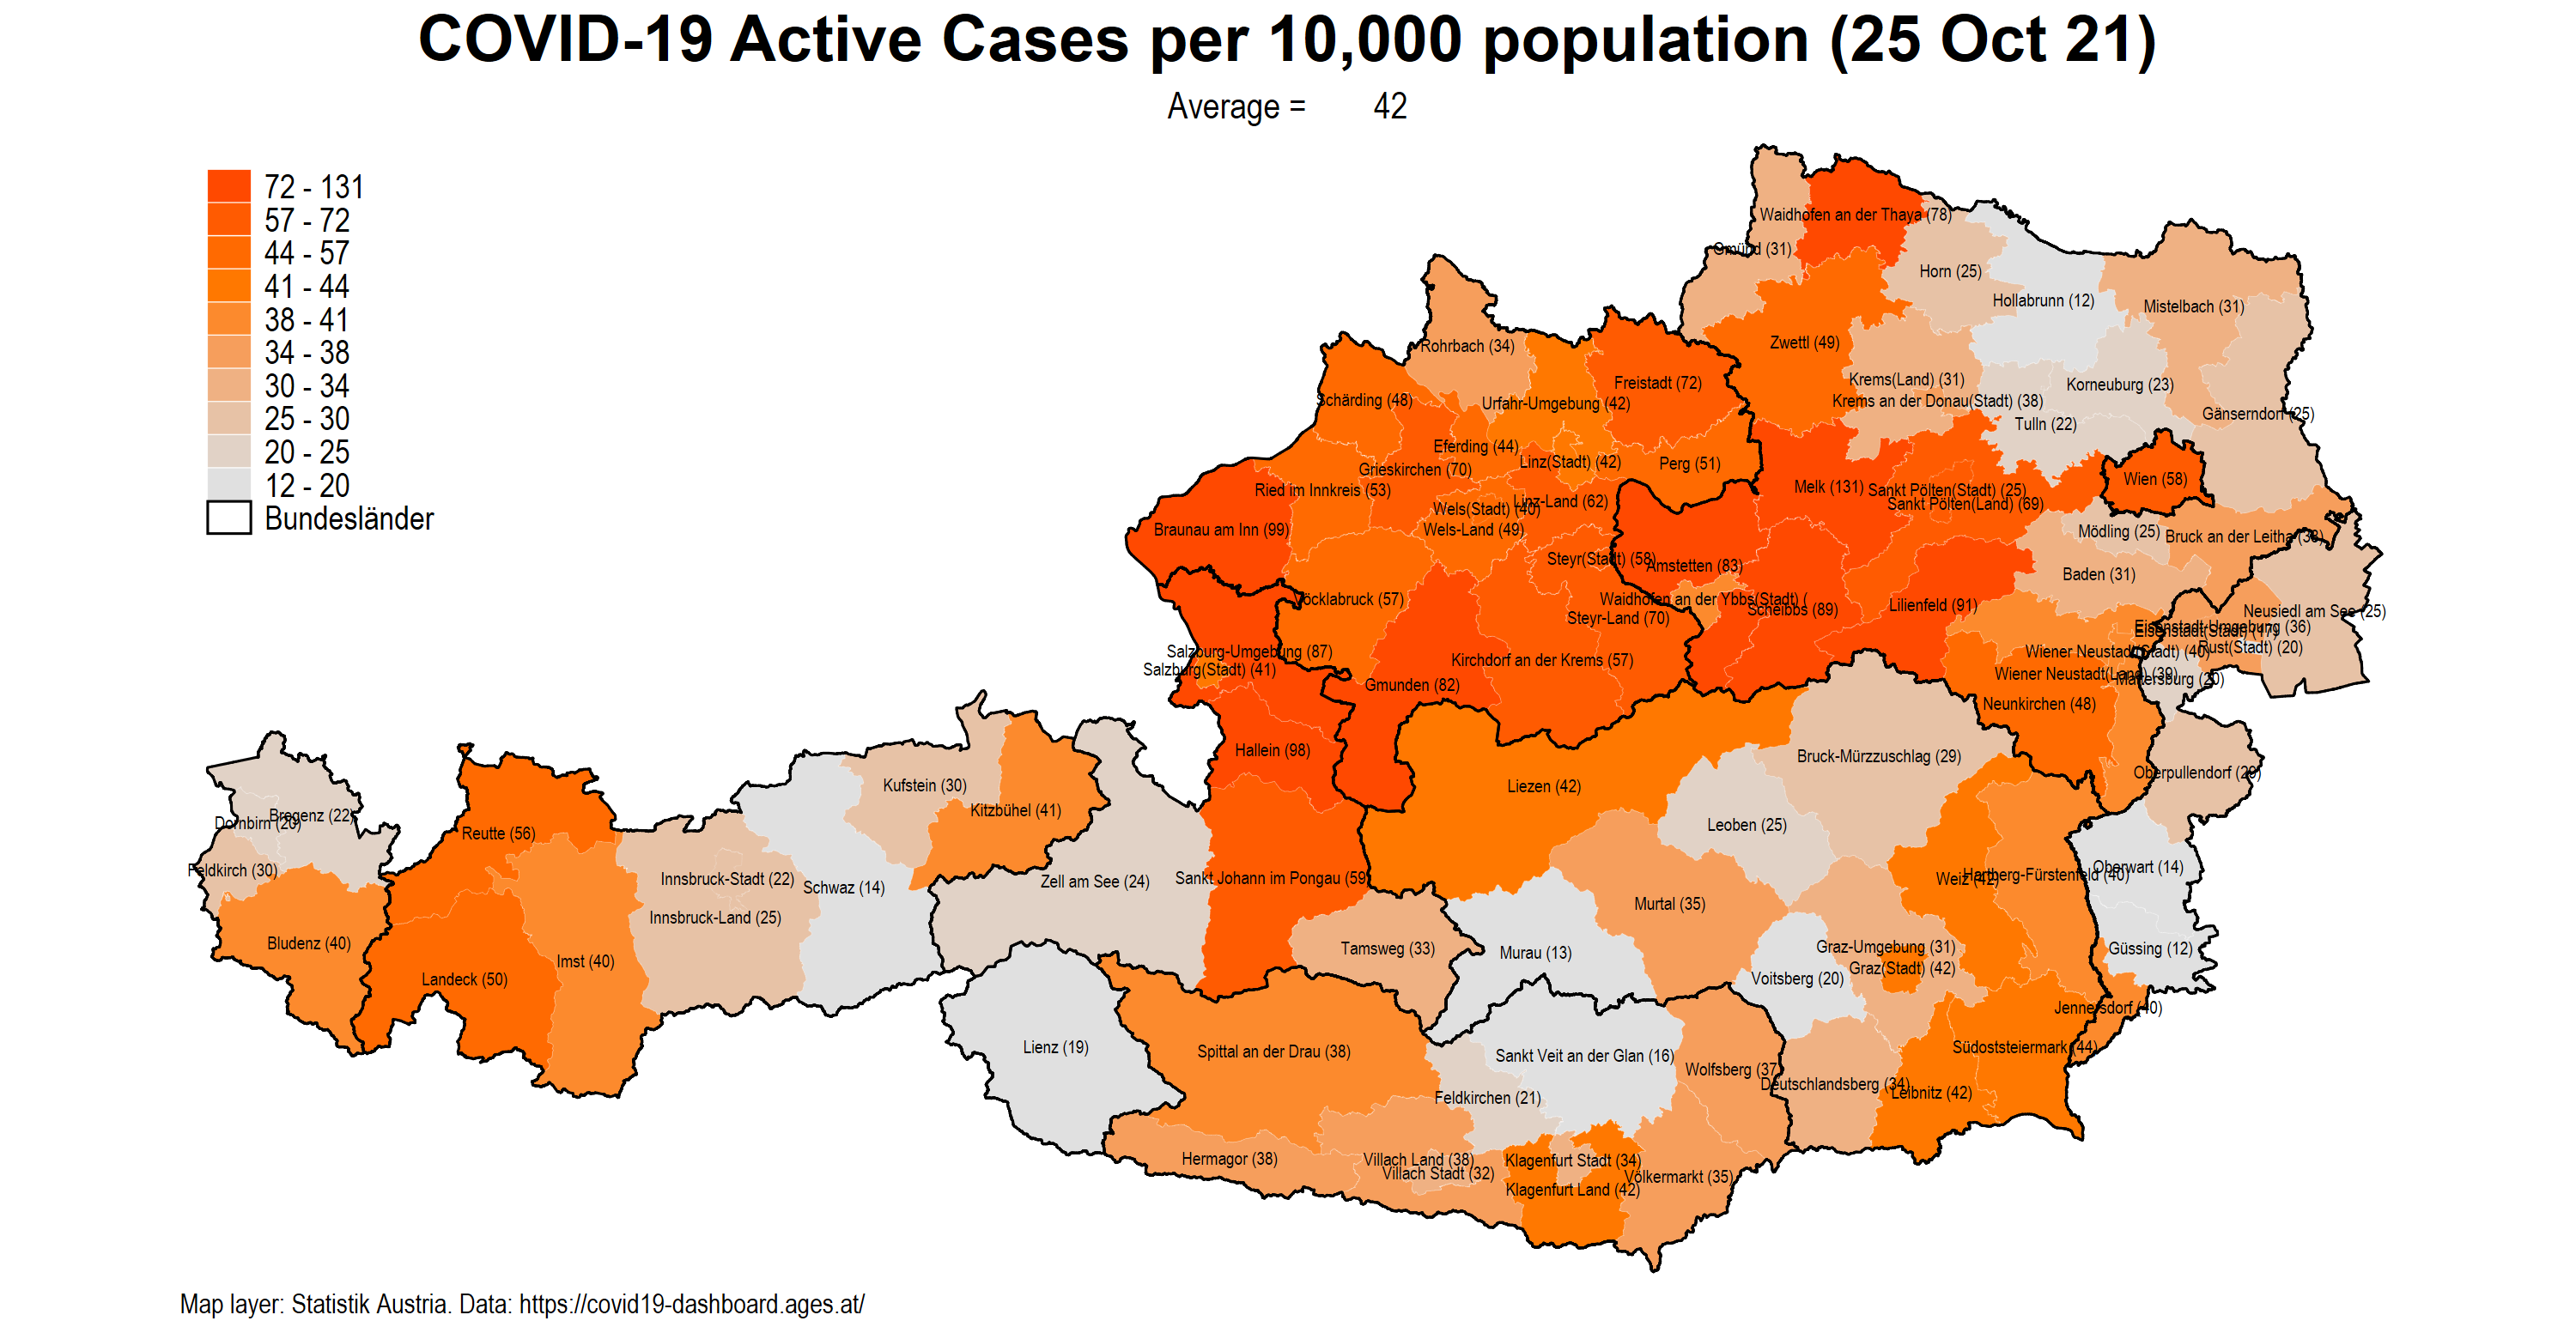 COVID-19 Active Cases per 10,000 population (25 Oct 21)
Average = 42
72 - 131
57 - 72
44 - 57
41 - 44
38 - 41
34 - 38
30 - 34
25 - 30
20 - 25
12 - 20
Bundesländer
Waidhofen an der Thaya (78)
Gmünd (31)
Horn (25)
Hollabrunn (12)
Mistelbach (31)
Zwettl (49)
Rohrbach (34)
Freistadt (72)
Krems(Land) (31)
Korneuburg (23)
Schärding (48)
Urfahr-Umgebung (42)
Krems an der Donau(Stadt) (38)
Gänserndorf (25)
Tulln (22)
Eferding (44)
Linz(Stadt) (42)
Perg (51)
Grieskirchen (70)
Wien (58)
Ried im Innkreis (53)
Melk (131)
Sankt Pölten(Stadt) (25)
Linz-Land (62)
Sankt Pölten(Land) (69)
Wels(Stadt) (40)
Braunau am Inn (99)
Wels-Land (49)
Mödling (25)
Bruck an der Leitha (38)
Steyr(Stadt) (58)
Amstetten (83)
Baden (31)
Vöcklabruck (57)
Waidhofen an der Ybbs(Stadt) (
Scheibbs (89)
Lilienfeld (91)
Neusiedl am See (25)
Steyr-Land (70)
Eisenstadt-Umgebung (36)
Eisenstadt(Stadt) (17)
Rust(Stadt) (20)
Salzburg-Umgebung (87)
Wiener Neustadt(Stadt) (40)
Salzburg(Stadt) (41)
Kirchdorf an der Krems (57)
Wiener Neustadt(Land) (39)
Mattersburg (20)
Gmunden (82)
Neunkirchen (48)
Hallein (98)
Bruck-Mürzzuschlag (29)
Oberpullendorf (29)
Kufstein (30)
Liezen (42)
Kitzbühel (41)
Bregenz (22)
Dornbirn (20)
Reutte (56)
Leoben (25)
Feldkirch (30)
Oberwart (14)
Innsbruck-Stadt (22)
Schwaz (14)
Zell am See (24)
Sankt Johann im Pongau (59)
Weiz (42)
Hartberg-Fürstenfeld (40)
Innsbruck-Land (25)
Murtal (35)
Bludenz (40)
Tamsweg (33)
Murau (13)
Graz-Umgebung (31)
Güssing (12)
Imst (40)
Graz(Stadt) (42)
Landeck (50)
Voitsberg (20)
Jennersdorf (40)
Lienz (19)
Spittal an der Drau (38)
Sankt Veit an der Glan (16)
Südoststeiermark (44)
Wolfsberg (37)
Deutschlandsberg (34)
Leibnitz (42)
Feldkirchen (21)
Hermagor (38)
Villach Land (38)
Klagenfurt Stadt (34)
Villach Stadt (32)
Völkermarkt (35)
Klagenfurt Land (42)
Map layer: Statistik Austria. Data: https://covid19-dashboard.ages.at/